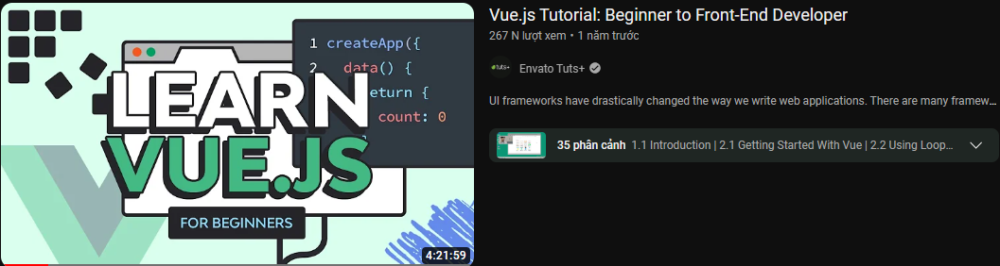 1 createApp({
2 data() {
eturn {
count: 0
LEARN
VUE.JS
FOR BEGINNERS
4:21:59
Vue.js Tutorial: Beginner to Front-End Developer
267 N lượt xem • 1 năm trước
tuts+
Envato Tuts+
UI frameworks have drastically changed the way we write web applications. There are many framew...
35 phân cảnh 1.1 Introduction | 2.1 Getting Started With Vue | 2.2 Using Loop...